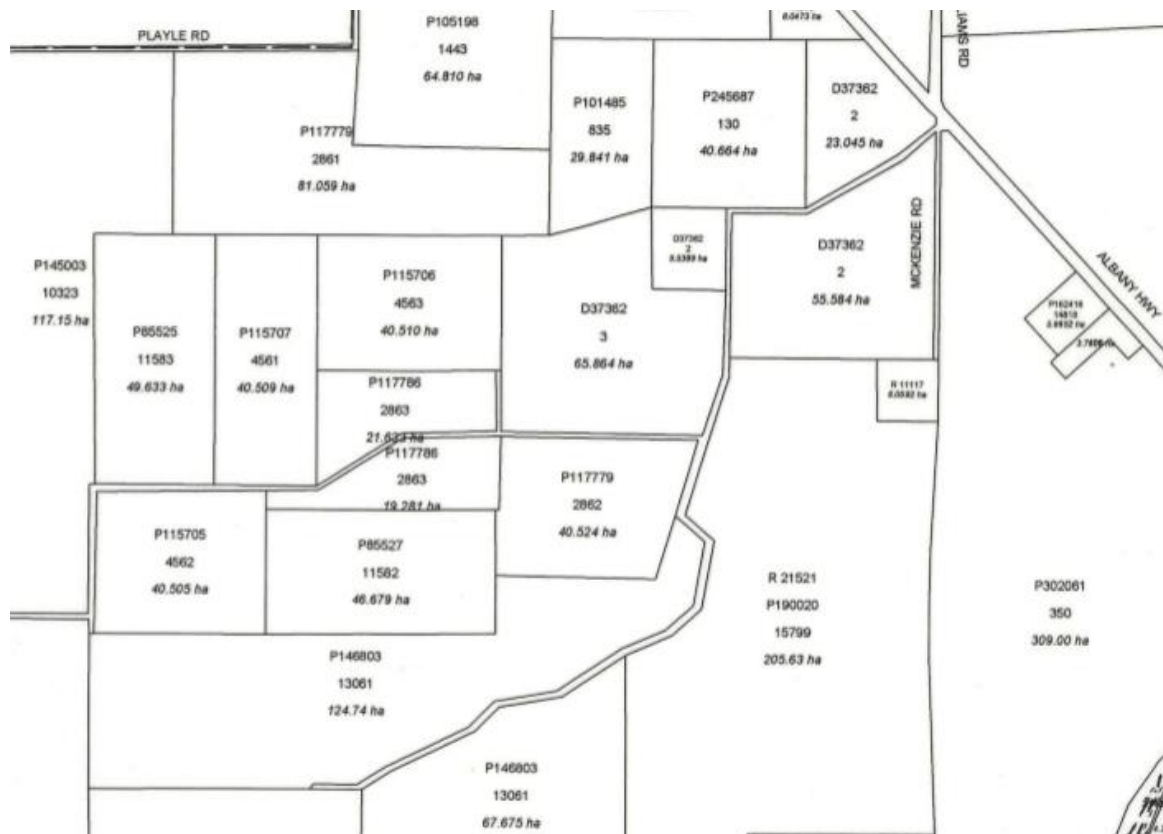 8.0473 ha
PLAYLE RD
P105198
1443
64.810 ha
IAMS RD
P101485
835
29.841 ha
P245687
130
40.664 ha
D37362
2
23.045 ha
P117779
2861
81.059 ha
MCKENZIE RD
D37362
2
D37362
2
55.584 ha
ALBANY HWY
P145003
10323
117.15 ha
P115706
4563
40.510 ha
D37362
3
65.864 ha
P85525
11583
49.633 ha
P115707
4561
40.509 ha
P117786
2863
21.633 ha
R 11117
P117786
2863
19.281 ha
P117779
2862
40.524 ha
P115705
4562
40.505 ha
P85527
11582
46.679 ha
R 21521
P190020
15799
205.63 ha
P302061
350
309.00 ha
P146803
13061
124.74 ha
P146803
13061
67.675 ha